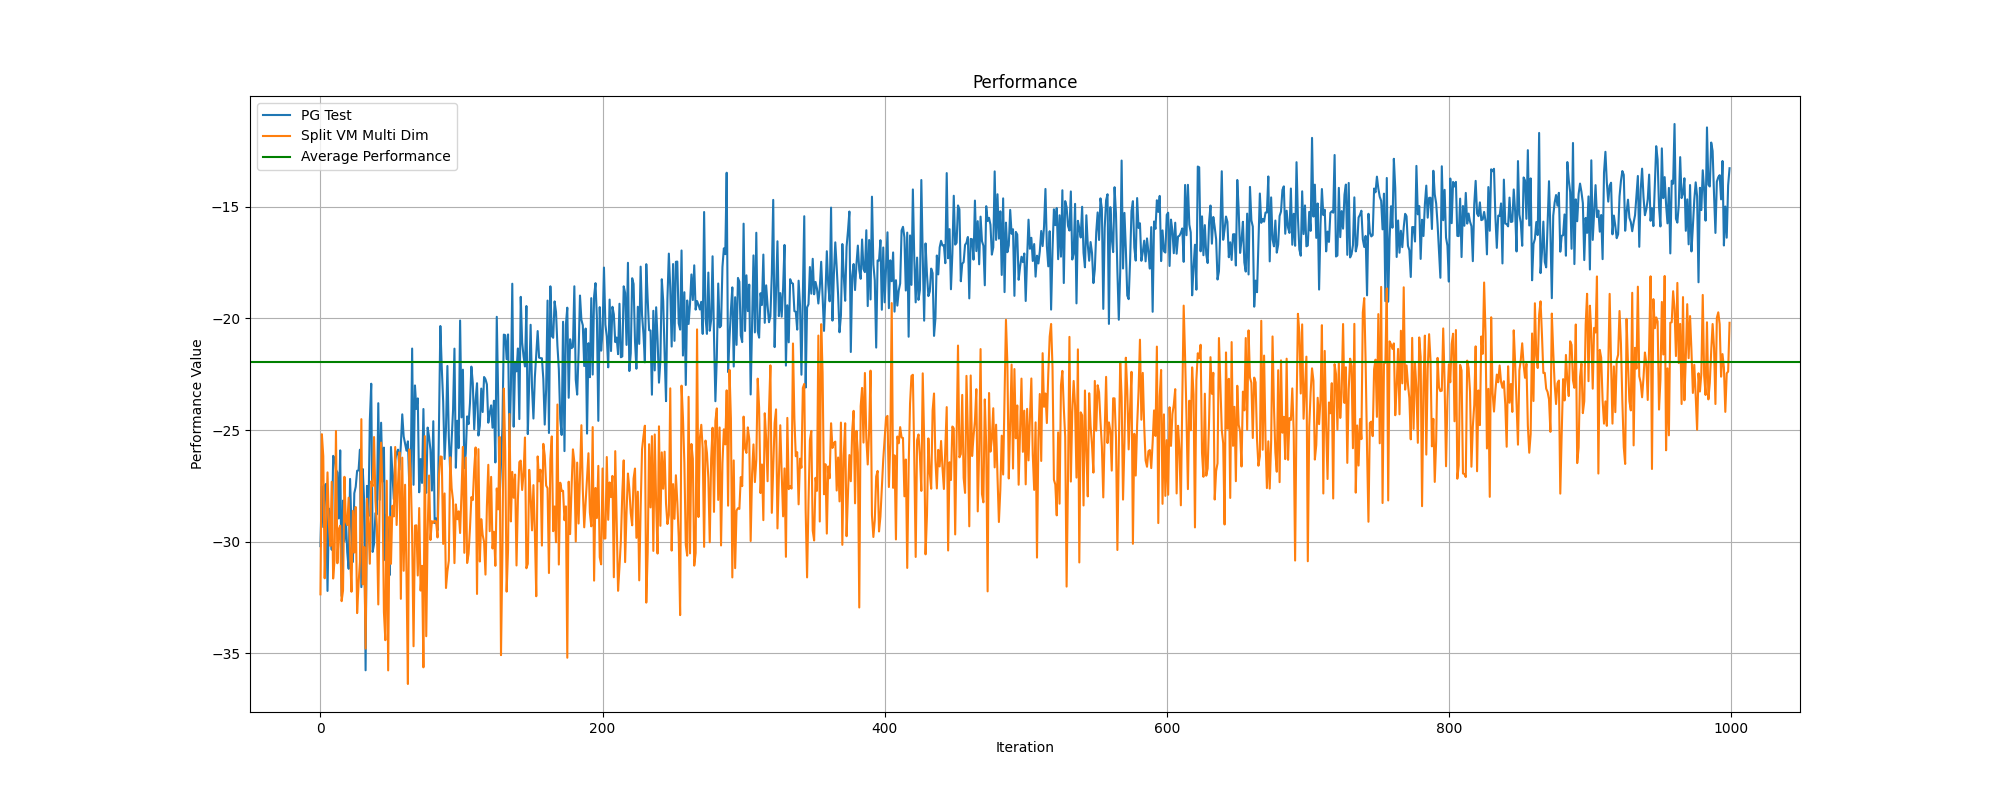 Performance
PG Test
Split VM Multi Dim
Average Performance
Performance Value
−15
−20
−25
−30
−35
0
200
400
600
800
1000
Iteration